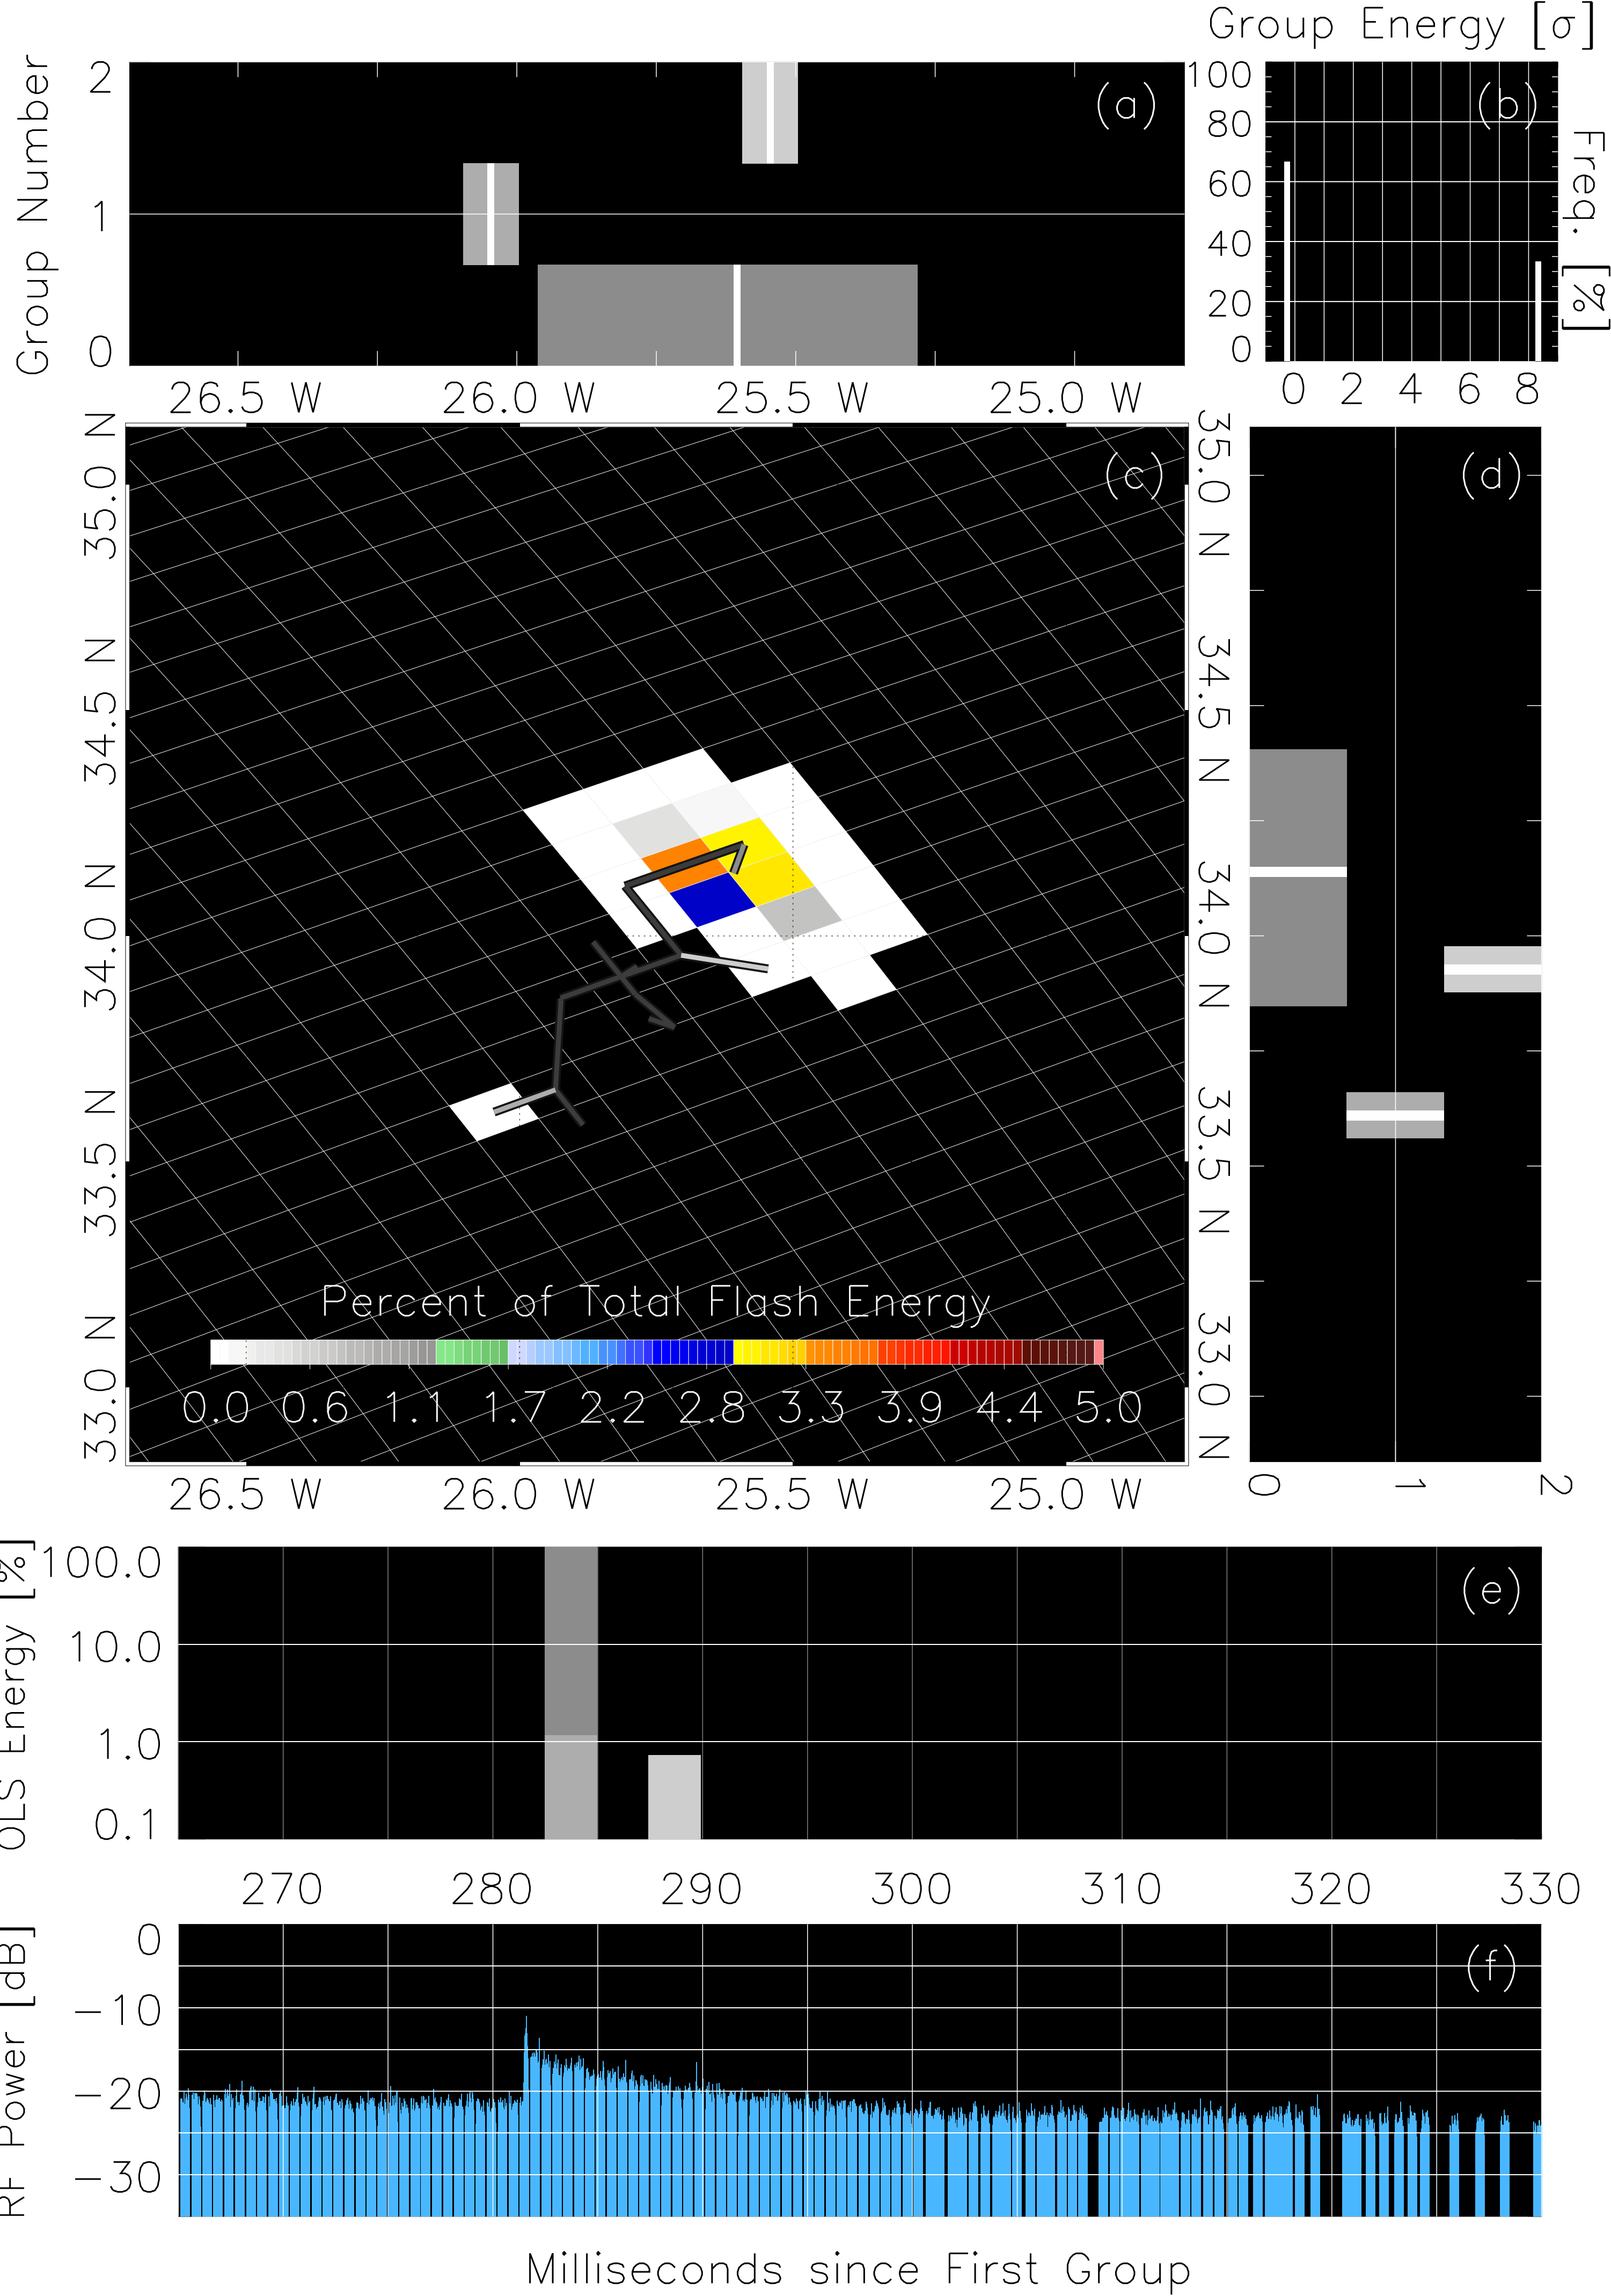 Group Energy [σ]
Group Number
2
1
0
(a)
26.5 W 26.0 W 25.5 W 25.0 W
100
80
60
40
20
0
(b)
Freq. [%]
0 2 4 6 8
35.0 N
34.5 N
34.0 N
33.5 N
33.0 N
(c)
Percent of Total Flash Energy
0.0 0.6 1.1 1.7 2.2 2.8 3.3 3.9 4.4 5.0
26.5 W 26.0 W 25.5 W 25.0 W
35.0 N
34.5 N
34.0 N
33.5 N
33.0 N
(d)
0 1 2
OLS Energy [%]
100.0
10.0
1.0
0.1
(e)
270 280 290 300 310 320 330
RF Power [dB]
0
-10
-20
-30
(f)
Milliseconds since First Group